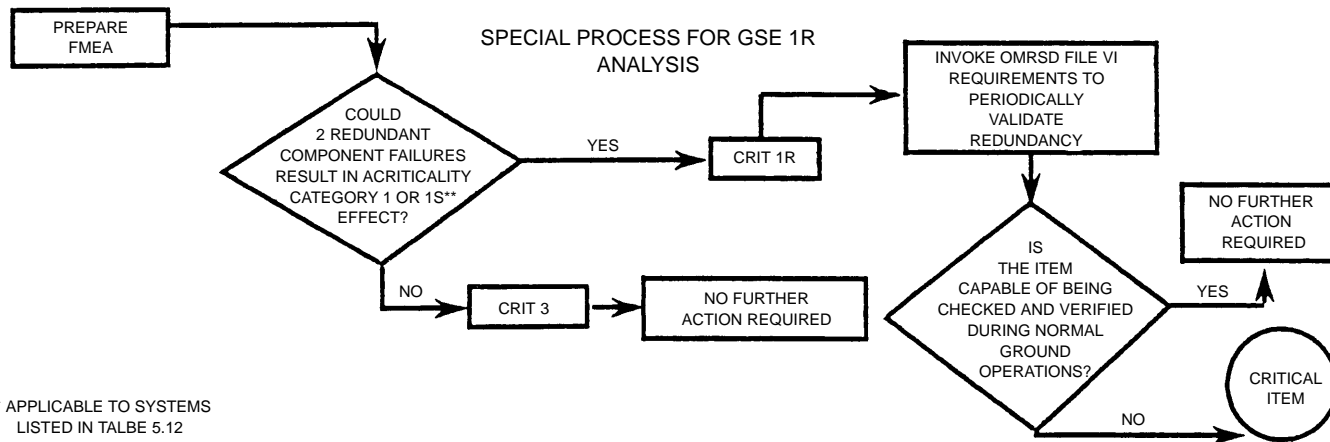 PREPARE
FMEA
SPECIAL PROCESS FOR GSE 1R
ANALYSIS
COULD
2 REDUNDANT
COMPONENT FAILURES
RESULT IN ACRITICALITY
CATEGORY 1 OR 1S**
EFFECT?
YES
CRIT 1R
INVOKE OMRSD FILE VI
REQUIREMENTS TO
PERIODICALLY
VALIDATE
REDUNDANCY
NO
CRIT 3
NO FURTHER
ACTION REQUIRED
IS
THE ITEM
CAPABLE OF BEING
CHECKED AND VERIFIED
DURING NORMAL
GROUND
OPERATIONS?
YES
NO FURTHER
ACTION
REQUIRED
NO
CRITICAL
ITEM
APPLICABLE TO SYSTEMS
LISTED IN TALBE 5.12